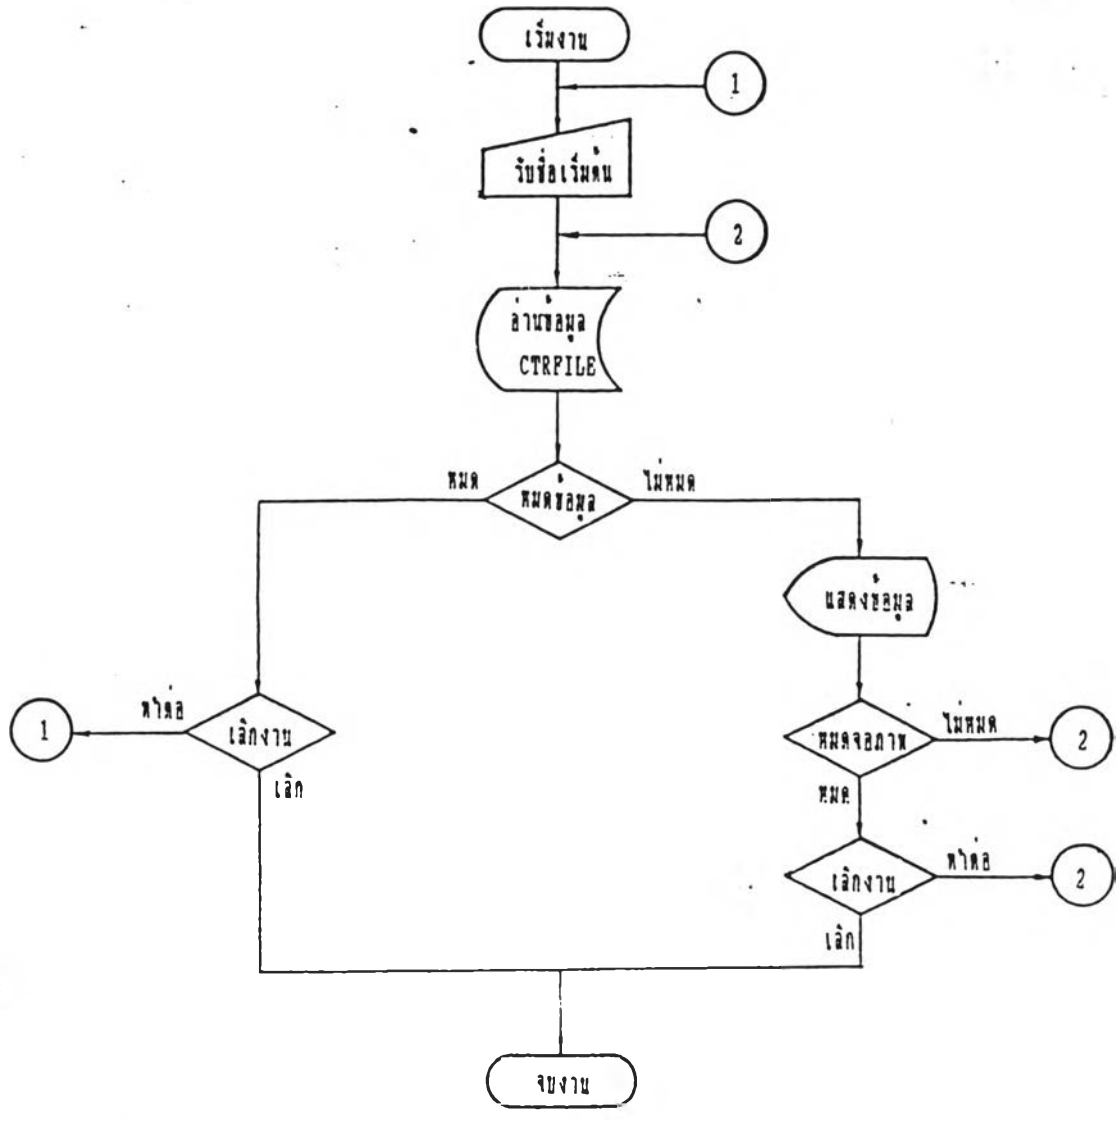 เริ่มงาน
1
รับชื่อเริ่มต้น
2
อ่านข้อมูล
CTRFILE
หมด
หมดข้อมูล
ไม่หมด
แสดงข้อมูล
1
ทำต่อ
เลิกงาน
เลิก
หมดจอภาพ
ไม่หมด
2
หมด
เลิกงาน
ทำต่อ
2
เลิก
จบงาน